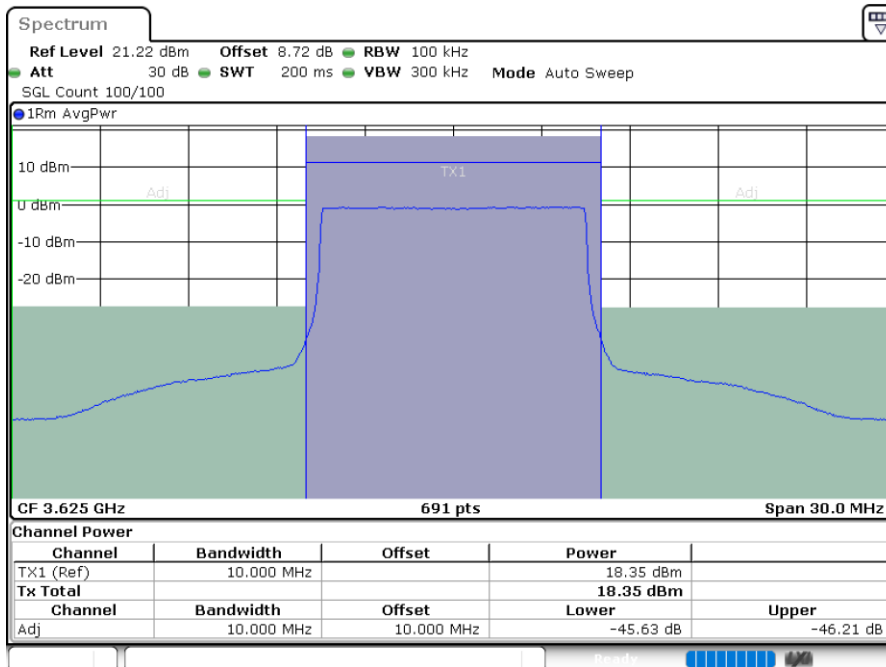 Spectrum
Ref Level 21.22 dBm Offset 8.72 dB RBW 100 kHz
Att 30 dB SWT 200 ms VBW 300 kHz Mode Auto Sweep
SGL Count 100/100
1Rm AvgPwr
10 dBm
TX1
Adj Adj
0 dBm
-10 dBm
-20 dBm
CF 3.625 GHz 691 pts Span 30.0 MHz
Channel Power
Channel Bandwidth Offset Power
TX1 (Ref) 10.000 MHz 18.35 dBm
Tx Total 18.35 dBm
Channel Bandwidth Offset Lower Upper
Adj 10.000 MHz 10.000 MHz -45.63 dB -46.21 dB
Ready